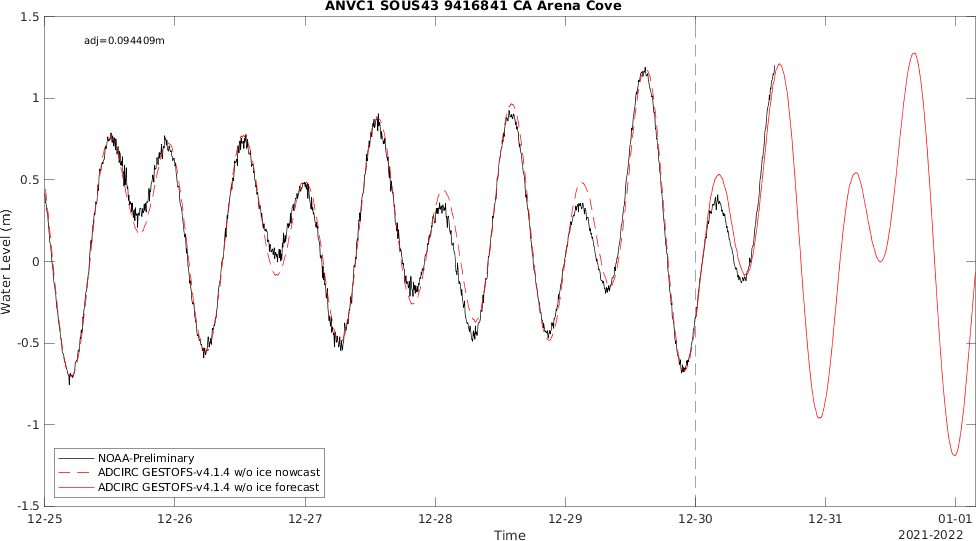 ANVC1 SOUS43 9416841 CA Arena Cove
adj=0.094409m
1.5
1
0.5
0
-0.5
-1
-1.5
Water Level (m)
NOAA-Preliminary
ADCIRC GESTOFS-v4.1.4 w/o ice nowcast
ADCIRC GESTOFS-v4.1.4 w/o ice forecast
12-25 12-26 12-27 12-28 12-29 12-30 12-31 01-01
Time
2021-2022